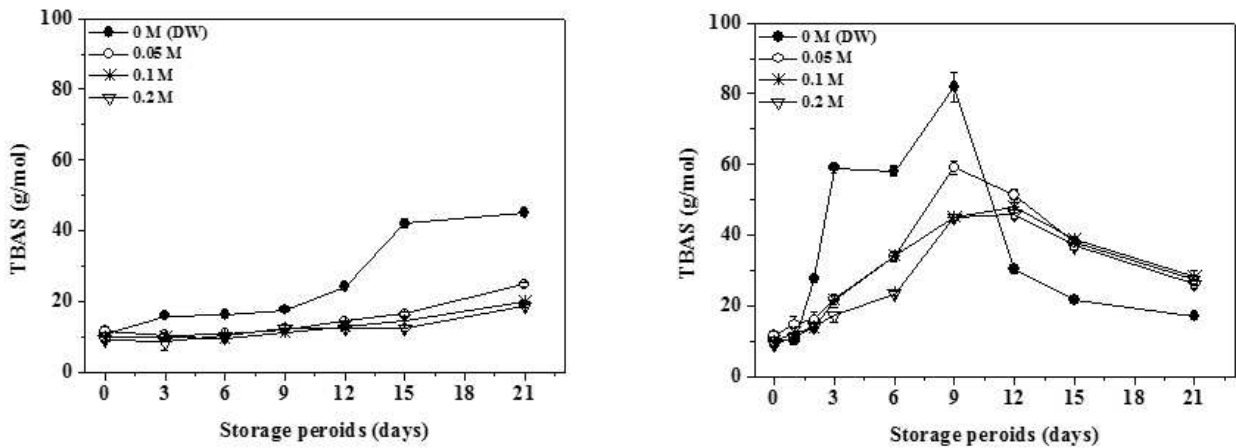 100
80
60
40
20
0
TBAS (g/mol)
0 M (DW)
0.05 M
0.1 M
0.2 M
0 3 6 9 12 15 18 21
Storage peroids (days)
100
80
60
40
20
0
TBAS (g/mol)
0 M (DW)
0.05 M
0.1 M
0.2 M
0 3 6 9 12 15 18 21
Storage peroids (days)